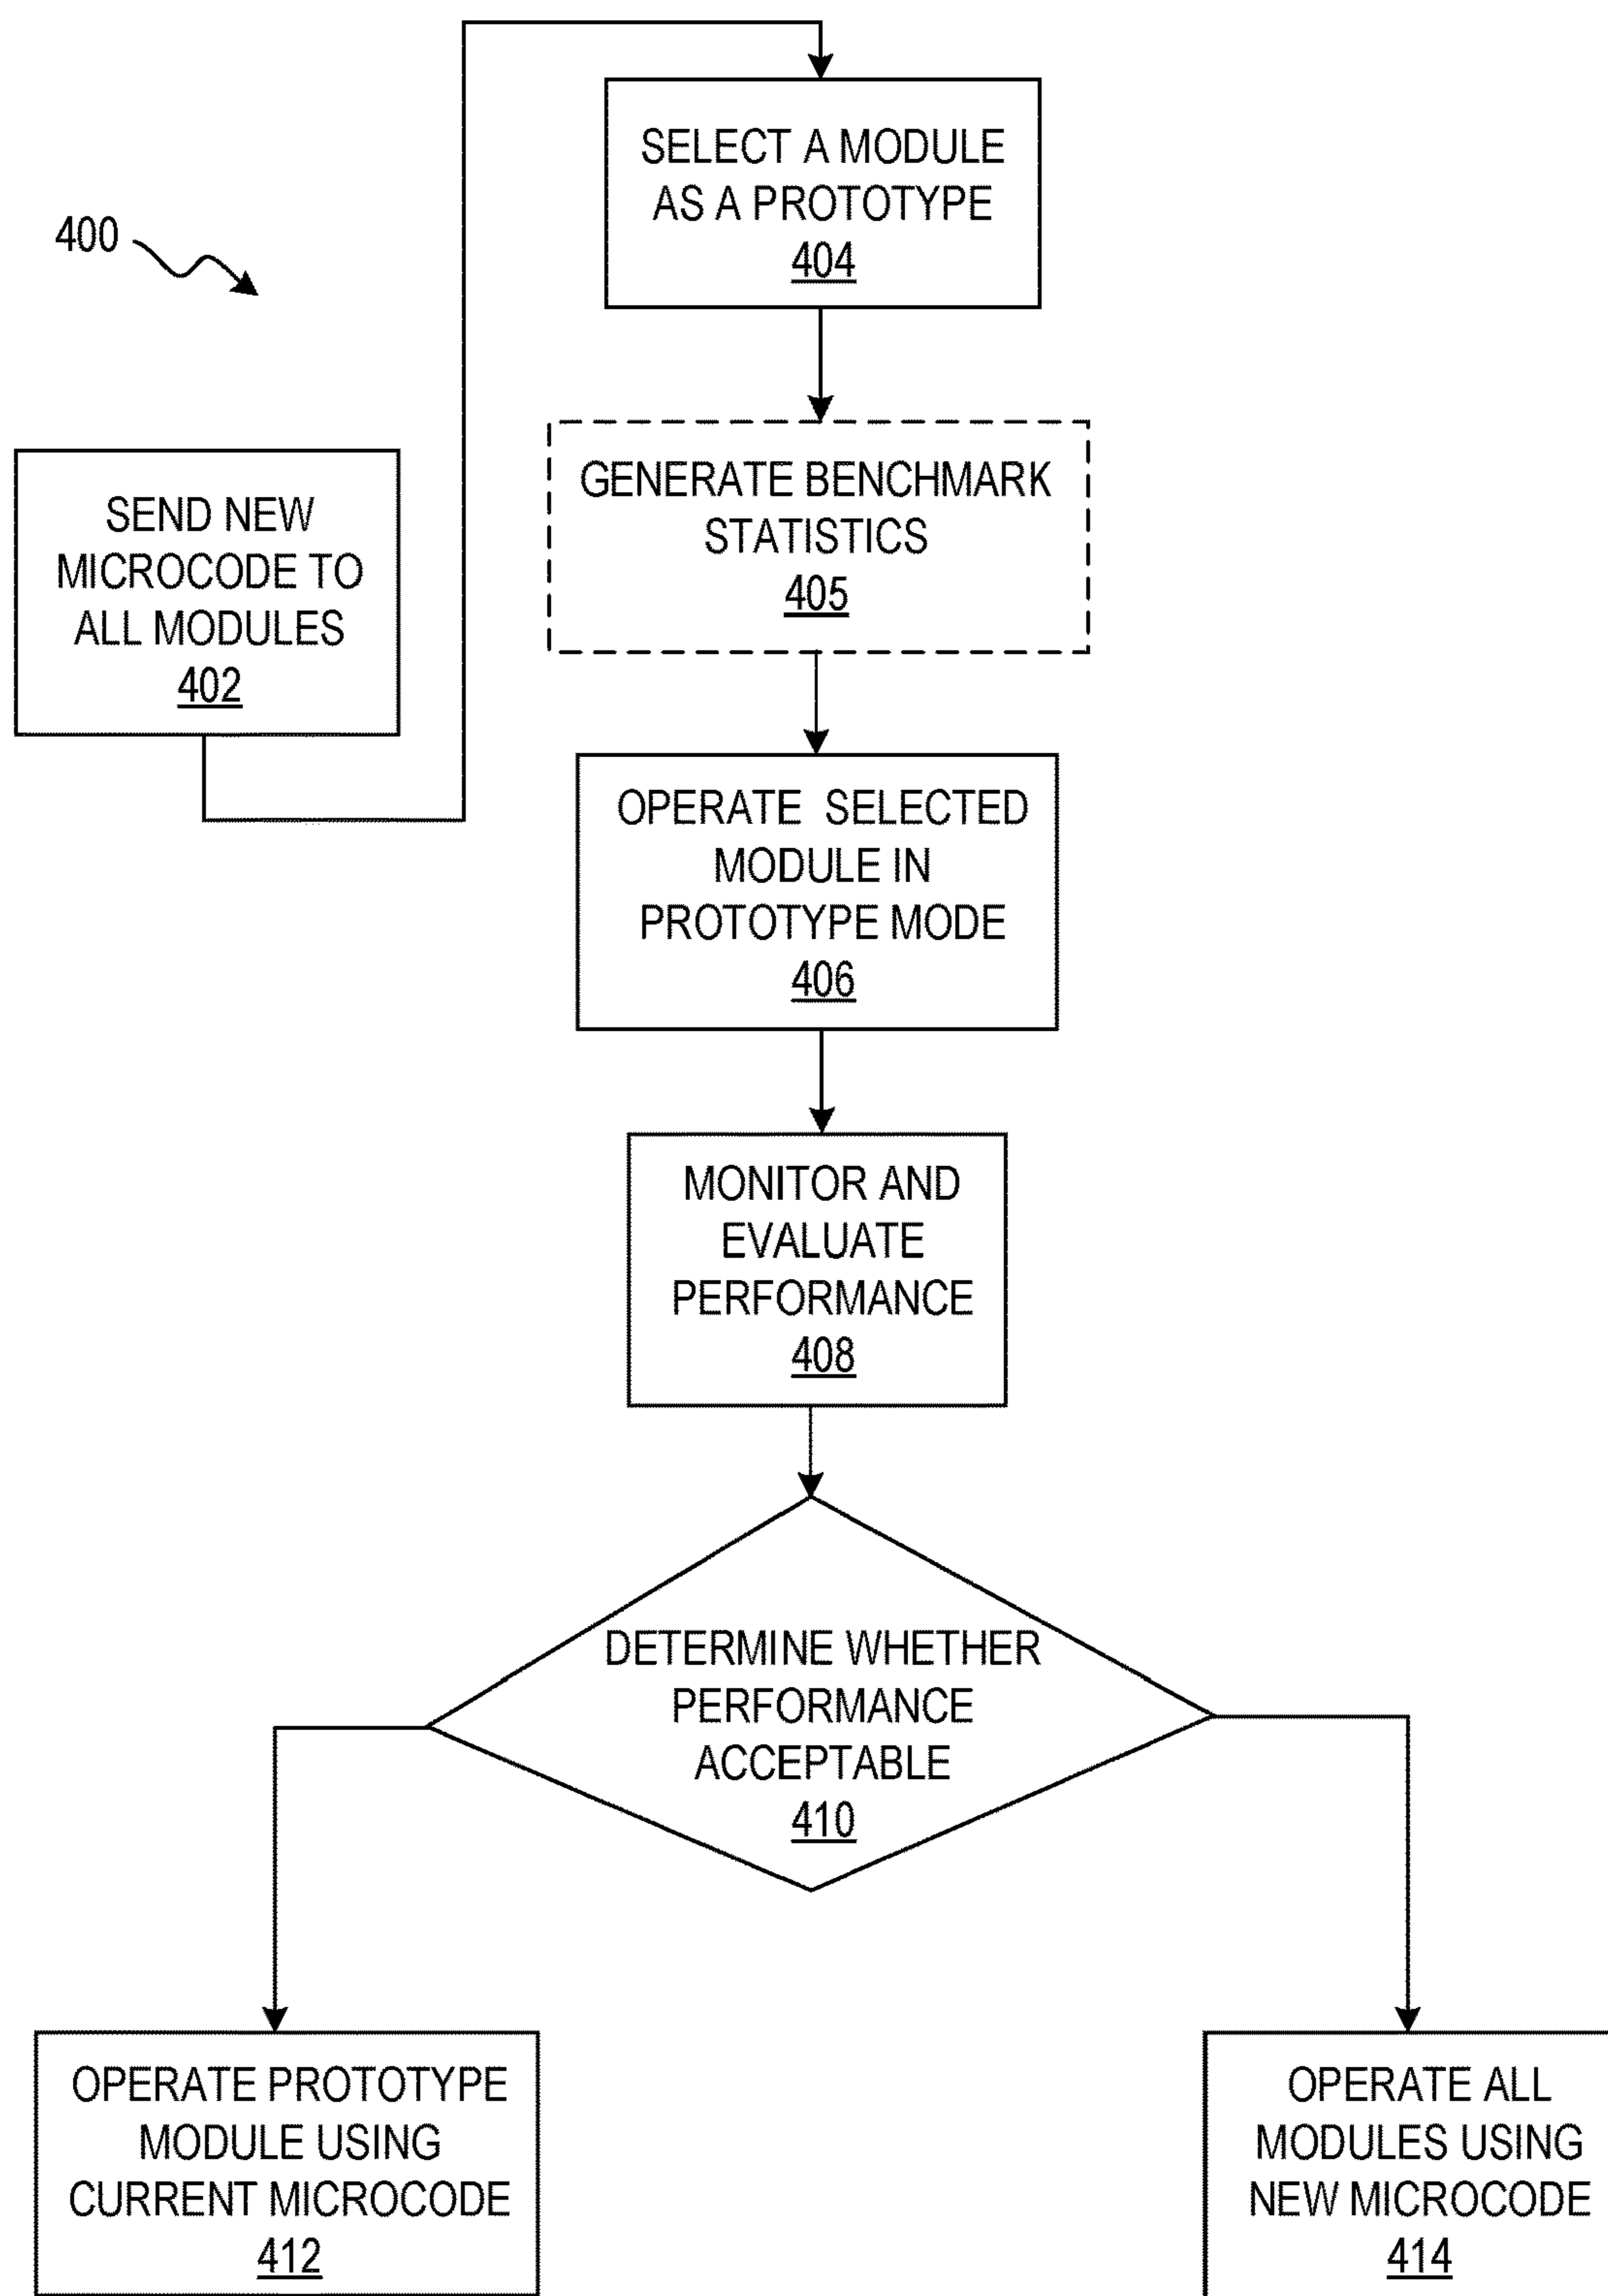 400
SEND NEW
MICROCODE TO
ALL MODULES
402
SELECT A MODULE
AS A PROTOTYPE
404
GENERATE BENCHMARK
STATISTICS
405
OPERATE SELECTED
MODULE IN
PROTOTYPE MODE
406
MONITOR AND
EVALUATE
PERFORMANCE
408
DETERMINE WHETHER
PERFORMANCE
ACCEPTABLE
410
OPERATE PROTOTYPE
MODULE USING
CURRENT MICROCODE
412
OPERATE ALL
MODULES USING
NEW MICROCODE
414